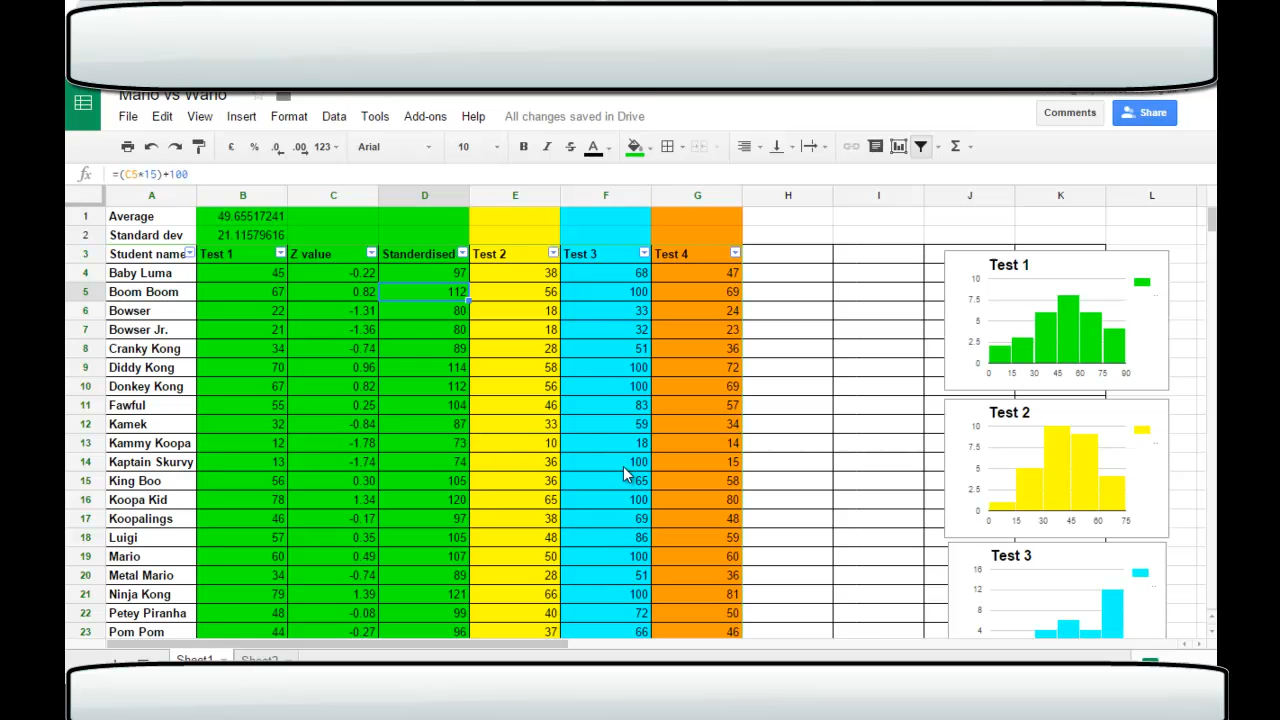 Mario vs Wario
File Edit View Insert Format Data Tools Add-ons Help All changes saved in Drive
Comments Share
£ % .0 .00 123 Arial 10 B I S A Σ
fx =(C5*15)+100
A B C D E F G H I J K L
1 Average 49.65517241
2 Standard dev 21.11579616
3 Student name Test 1 Z value Standerdised Test 2 Test 3 Test 4
4 Baby Luma 45 -0.22 97 38 68 47
5 Boom Boom 67 0.82 112 56 100 69
6 Bowser 22 -1.31 80 18 33 24
7 Bowser Jr. 21 -1.36 80 18 32 23
8 Cranky Kong 34 -0.74 89 28 51 36
9 Diddy Kong 70 0.96 114 58 100 72
10 Donkey Kong 67 0.82 112 56 100 69
11 Fawful 55 0.25 104 46 83 57
12 Kamek 32 -0.84 87 33 59 34
13 Kammy Koopa 12 -1.78 73 10 18 14
14 Kaptain Skurvy 13 -1.74 74 36 100 15
15 King Boo 56 0.30 105 36 65 58
16 Koopa Kid 78 1.34 120 65 100 80
17 Koopalings 46 -0.17 97 38 69 48
18 Luigi 57 0.35 105 48 86 59
19 Mario 60 0.49 107 50 100 60
20 Metal Mario 34 -0.74 89 28 51 36
21 Ninja Kong 79 1.39 121 66 100 81
22 Petey Piranha 48 -0.08 99 40 72 50
23 Pom Pom 44 -0.27 96 37 66 46
Test 1
10
7.5
5
2.5
0
0 15 30 45 60 75 90
Test 2
10
7.5
5
2.5
0
0 15 30 45 60 75
Test 3
16
12
8
4
Sheet1 Sheet2